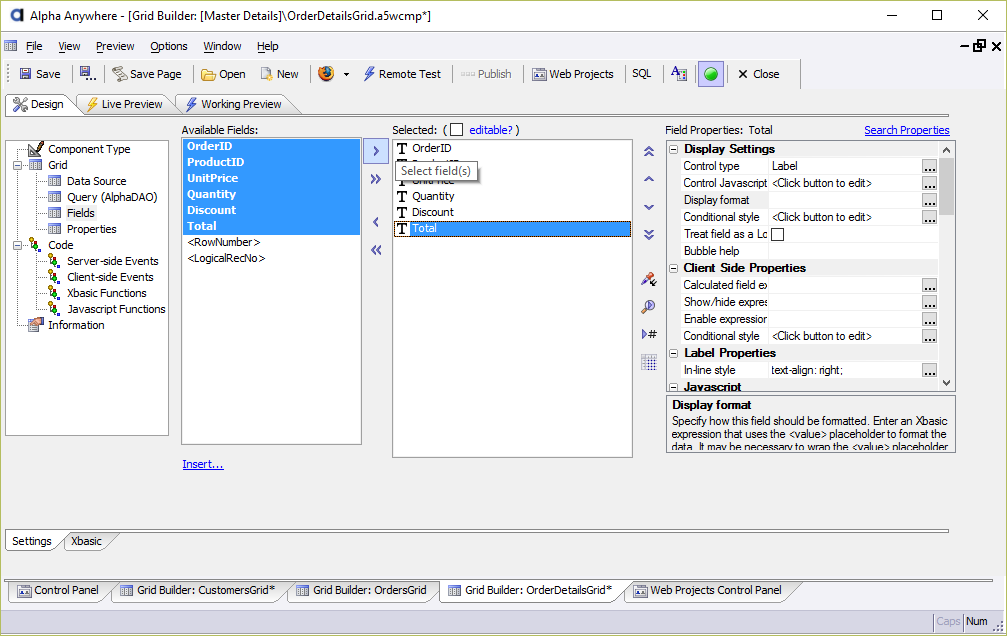 Alpha Anywhere - [Grid Builder: [Master Details]\OrderDetailsGrid.a5wcmp*]
File View Preview Options Window Help
Save Save Page Open New Remote Test Publish Web Projects SQL Close
Design Live Preview Working Preview
Component Type
Grid
Data Source
Query (AlphaDAO)
Fields
Properties
Code
Server-side Events
Client-side Events
Xbasic Functions
Javascript Functions
Information
Available Fields:
OrderID
ProductID
UnitPrice
Quantity
Discount
Total
<RowNumber>
<LogicalRecNo>
Insert...
Selected: ( editable? )
OrderID
Select field(s)
Quantity
Discount
Total
Field Properties: Total
Search Properties
Display Settings
Control type Label ...
Control Javascript <Click button to edit> ...
Display format ...
Conditional style <Click button to edit> ...
Treat field as a Lo
Bubble help
Client Side Properties
Calculated field ex ...
Show/hide expres ...
Enable expression ...
Conditional style <Click button to edit> ...
Label Properties
In-line style text-align: right; ...
Javascript
Display format
Specify how this field should be formatted. Enter an Xbasic
expression that uses the <value> placeholder to format the
data. It may be necessary to wrap the <value> placeholder
Settings Xbasic
Control Panel Grid Builder: CustomersGrid* Grid Builder: OrdersGrid Grid Builder: OrderDetailsGrid* Web Projects Control Panel
Caps Num